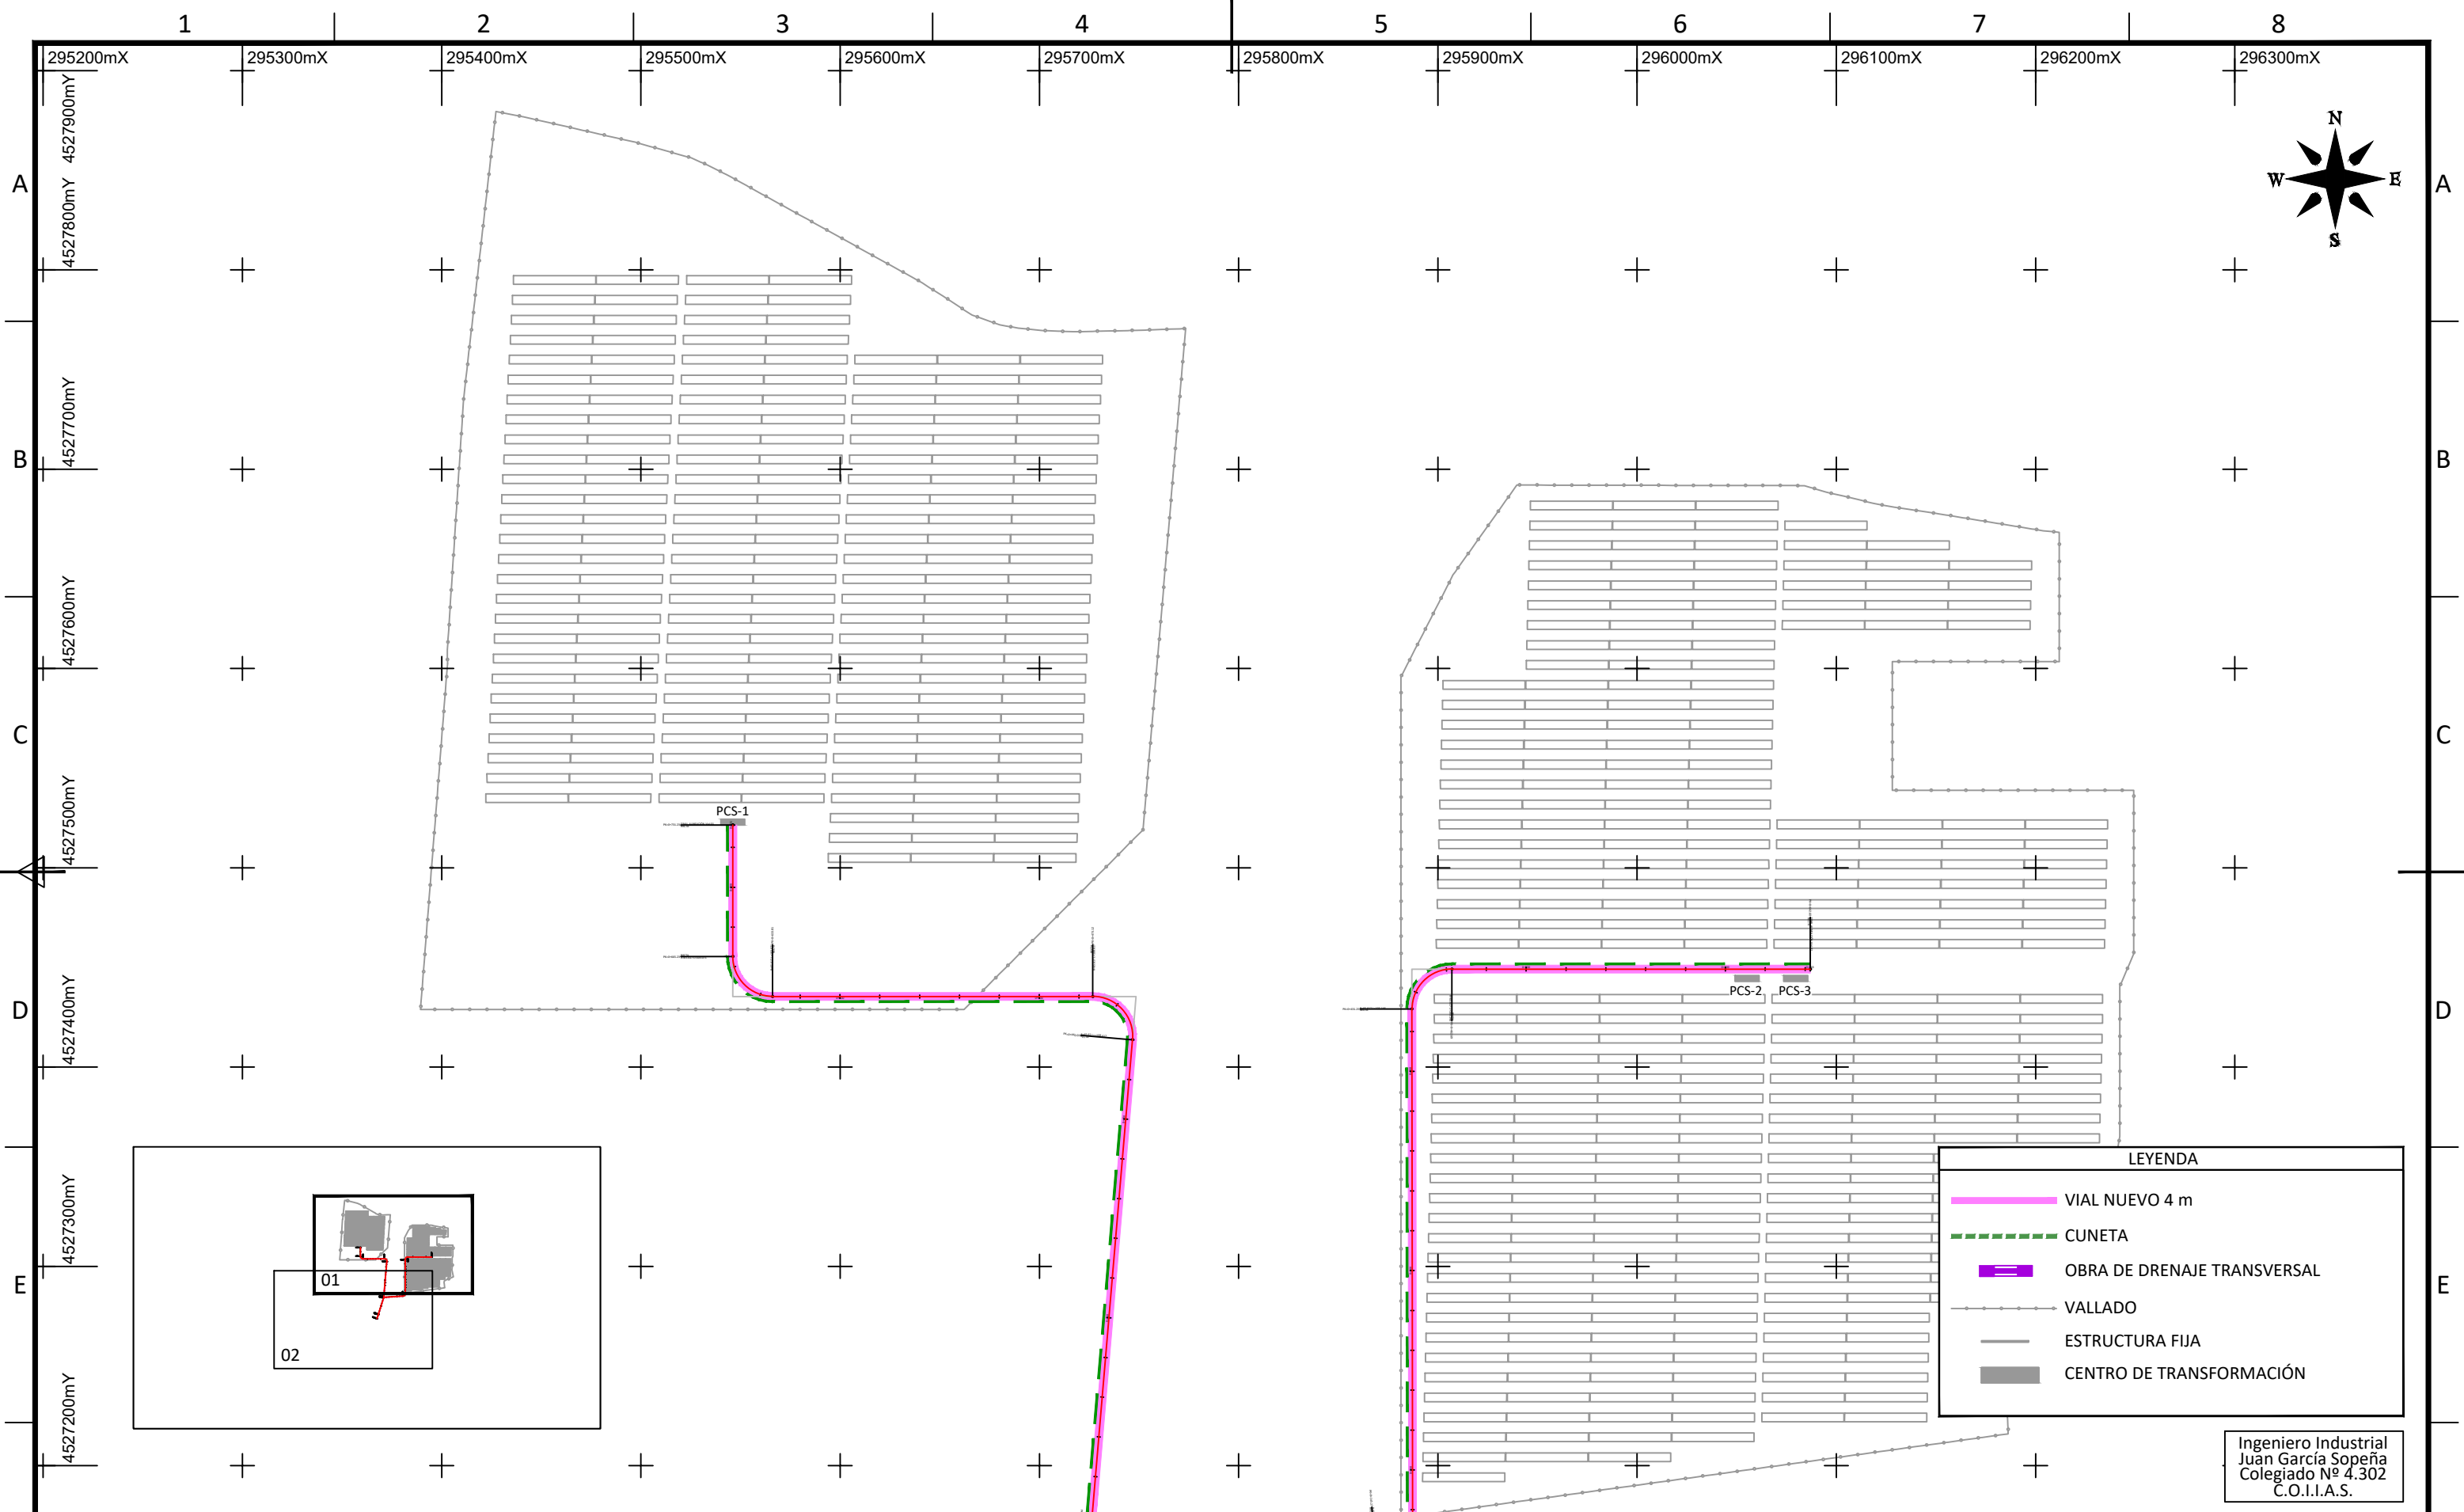 1 2 3 4 5 6 7 8
295200mX 295300mX 295400mX 295500mX 295600mX 295700mX 295800mX 295900mX 296000mX 296100mX 296200mX 296300mX
4527900mY
N
A A
W E
S
4527800mY
4527700mY
B B
4527600mY
C C
4527500mY
PCS-1
PCS-2 PCS-3
D D
4527400mY
LEYENDA
VIAL NUEVO 4 m
CUNETA
OBRA DE DRENAJE TRANSVERSAL
VALLADO
ESTRUCTURA FIJA
CENTRO DE TRANSFORMACIÓN
4527300mY
01
E E
02
4527200mY
Ingeniero Industrial
Juan García Sopeña
Colegiado Nº 4.302
C.O.I.I.A.S.